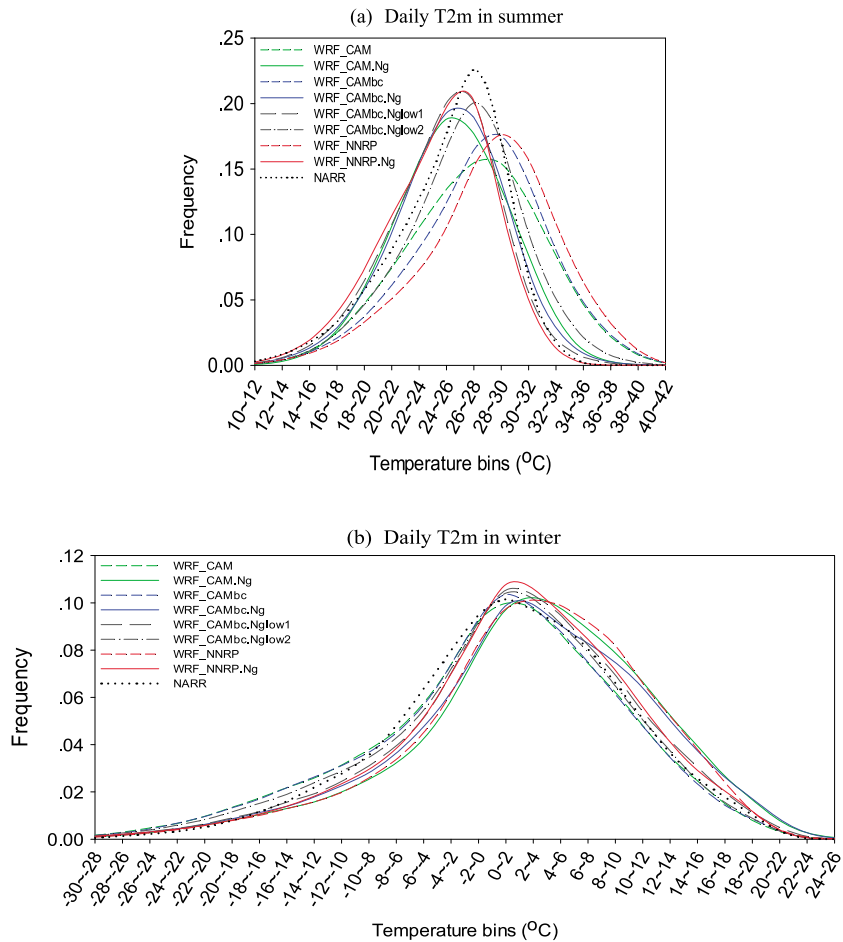 (a) Daily T2m in summer
.25
.20
.15
.10
.05
0.00
Frequency
WRF_CAM
WRF_CAM.Ng
WRF_CAMbc
WRF_CAMbc.Ng
WRF_CAMbc.Nglow1
WRF_CAMbc.Nglow2
WRF_NNRP
WRF_NNRP.Ng
NARR
10~12
12~14
14~16
16~18
18~20
20~22
22~24
24~26
26~28
28~30
30~32
32~34
34~36
36~38
38~40
40~42
Temperature bins (OC)
(b) Daily T2m in winter
.12
.10
.08
.06
.04
.02
0.00
Frequency
WRF_CAM
WRF_CAM.Ng
WRF_CAMbc
WRF_CAMbc.Ng
WRF_CAMbc.Nglow1
WRF_CAMbc.Nglow2
WRF_NNRP
WRF_NNRP.Ng
NARR
-30~-28
-28~-26
-26~-24
-24~-22
-22~-20
-20~-18
-18~-16
-16~-14
-14~-12
-12~-10
-10~-8
-8~-6
-6~-4
-4~-2
-2~0
0~2
2~4
4~6
6~8
8~10
10~12
12~14
14~16
16~18
18~20
20~22
22~24
24~26
Temperature bins (OC)